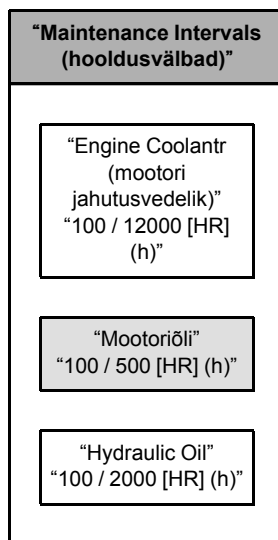 “Maintenance Intervals
(hooldusvälbad)”
“Engine Coolantr
(mootori
jahutusvedelik)”
“100 / 12000 [HR]
(h)”
“Mootoriõli”
“100 / 500 [HR] (h)”
“Hydraulic Oil”
“100 / 2000 [HR] (h)”